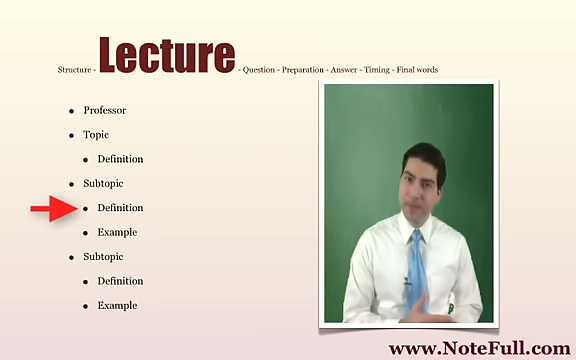 Structure - Lecture - Question - Preparation - Answer - Timing - Final words
Professor
Topic
Definition
Subtopic
Definition
Example
Subtopic
Definition
Example
www.NoteFull.com